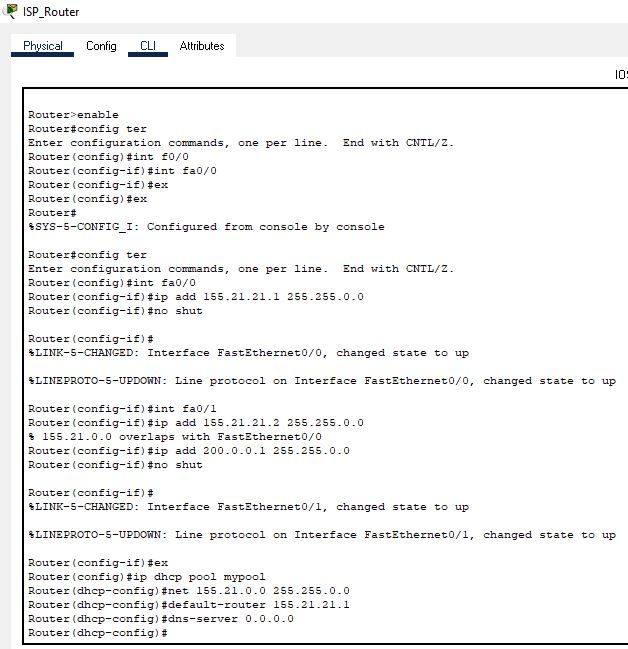 ISP_Router
Physical Config CLI Attributes
IOS
Router>enable
Router#config ter
Enter configuration commands, one per line.  End with CNTL/Z.
Router(config)#int f0/0
Router(config-if)#int fa0/0
Router(config-if)#ex
Router(config)#ex
Router#
%SYS-5-CONFIG_I: Configured from console by console
Router#config ter
Enter configuration commands, one per line.  End with CNTL/Z.
Router(config)#int fa0/0
Router(config-if)#ip add 155.21.21.1 255.255.0.0
Router(config-if)#no shut
Router(config-if)#
%LINK-5-CHANGED: Interface FastEthernet0/0, changed state to up
%LINEPROTO-5-UPDOWN: Line protocol on Interface FastEthernet0/0, changed state to up
Router(config-if)#int fa0/1
Router(config-if)#ip add 155.21.21.2 255.255.0.0
% 155.21.0.0 overlaps with FastEthernet0/0
Router(config-if)#ip add 200.0.0.1 255.255.0.0
Router(config-if)#no shut
Router(config-if)#
%LINK-5-CHANGED: Interface FastEthernet0/1, changed state to up
%LINEPROTO-5-UPDOWN: Line protocol on Interface FastEthernet0/1, changed state to up
Router(config-if)#ex
Router(config)#ip dhcp pool mypool
Router(dhcp-config)#net 155.21.0.0 255.255.0.0
Router(dhcp-config)#default-router 155.21.21.1
Router(dhcp-config)#dns-server 0.0.0.0
Router(dhcp-config)#